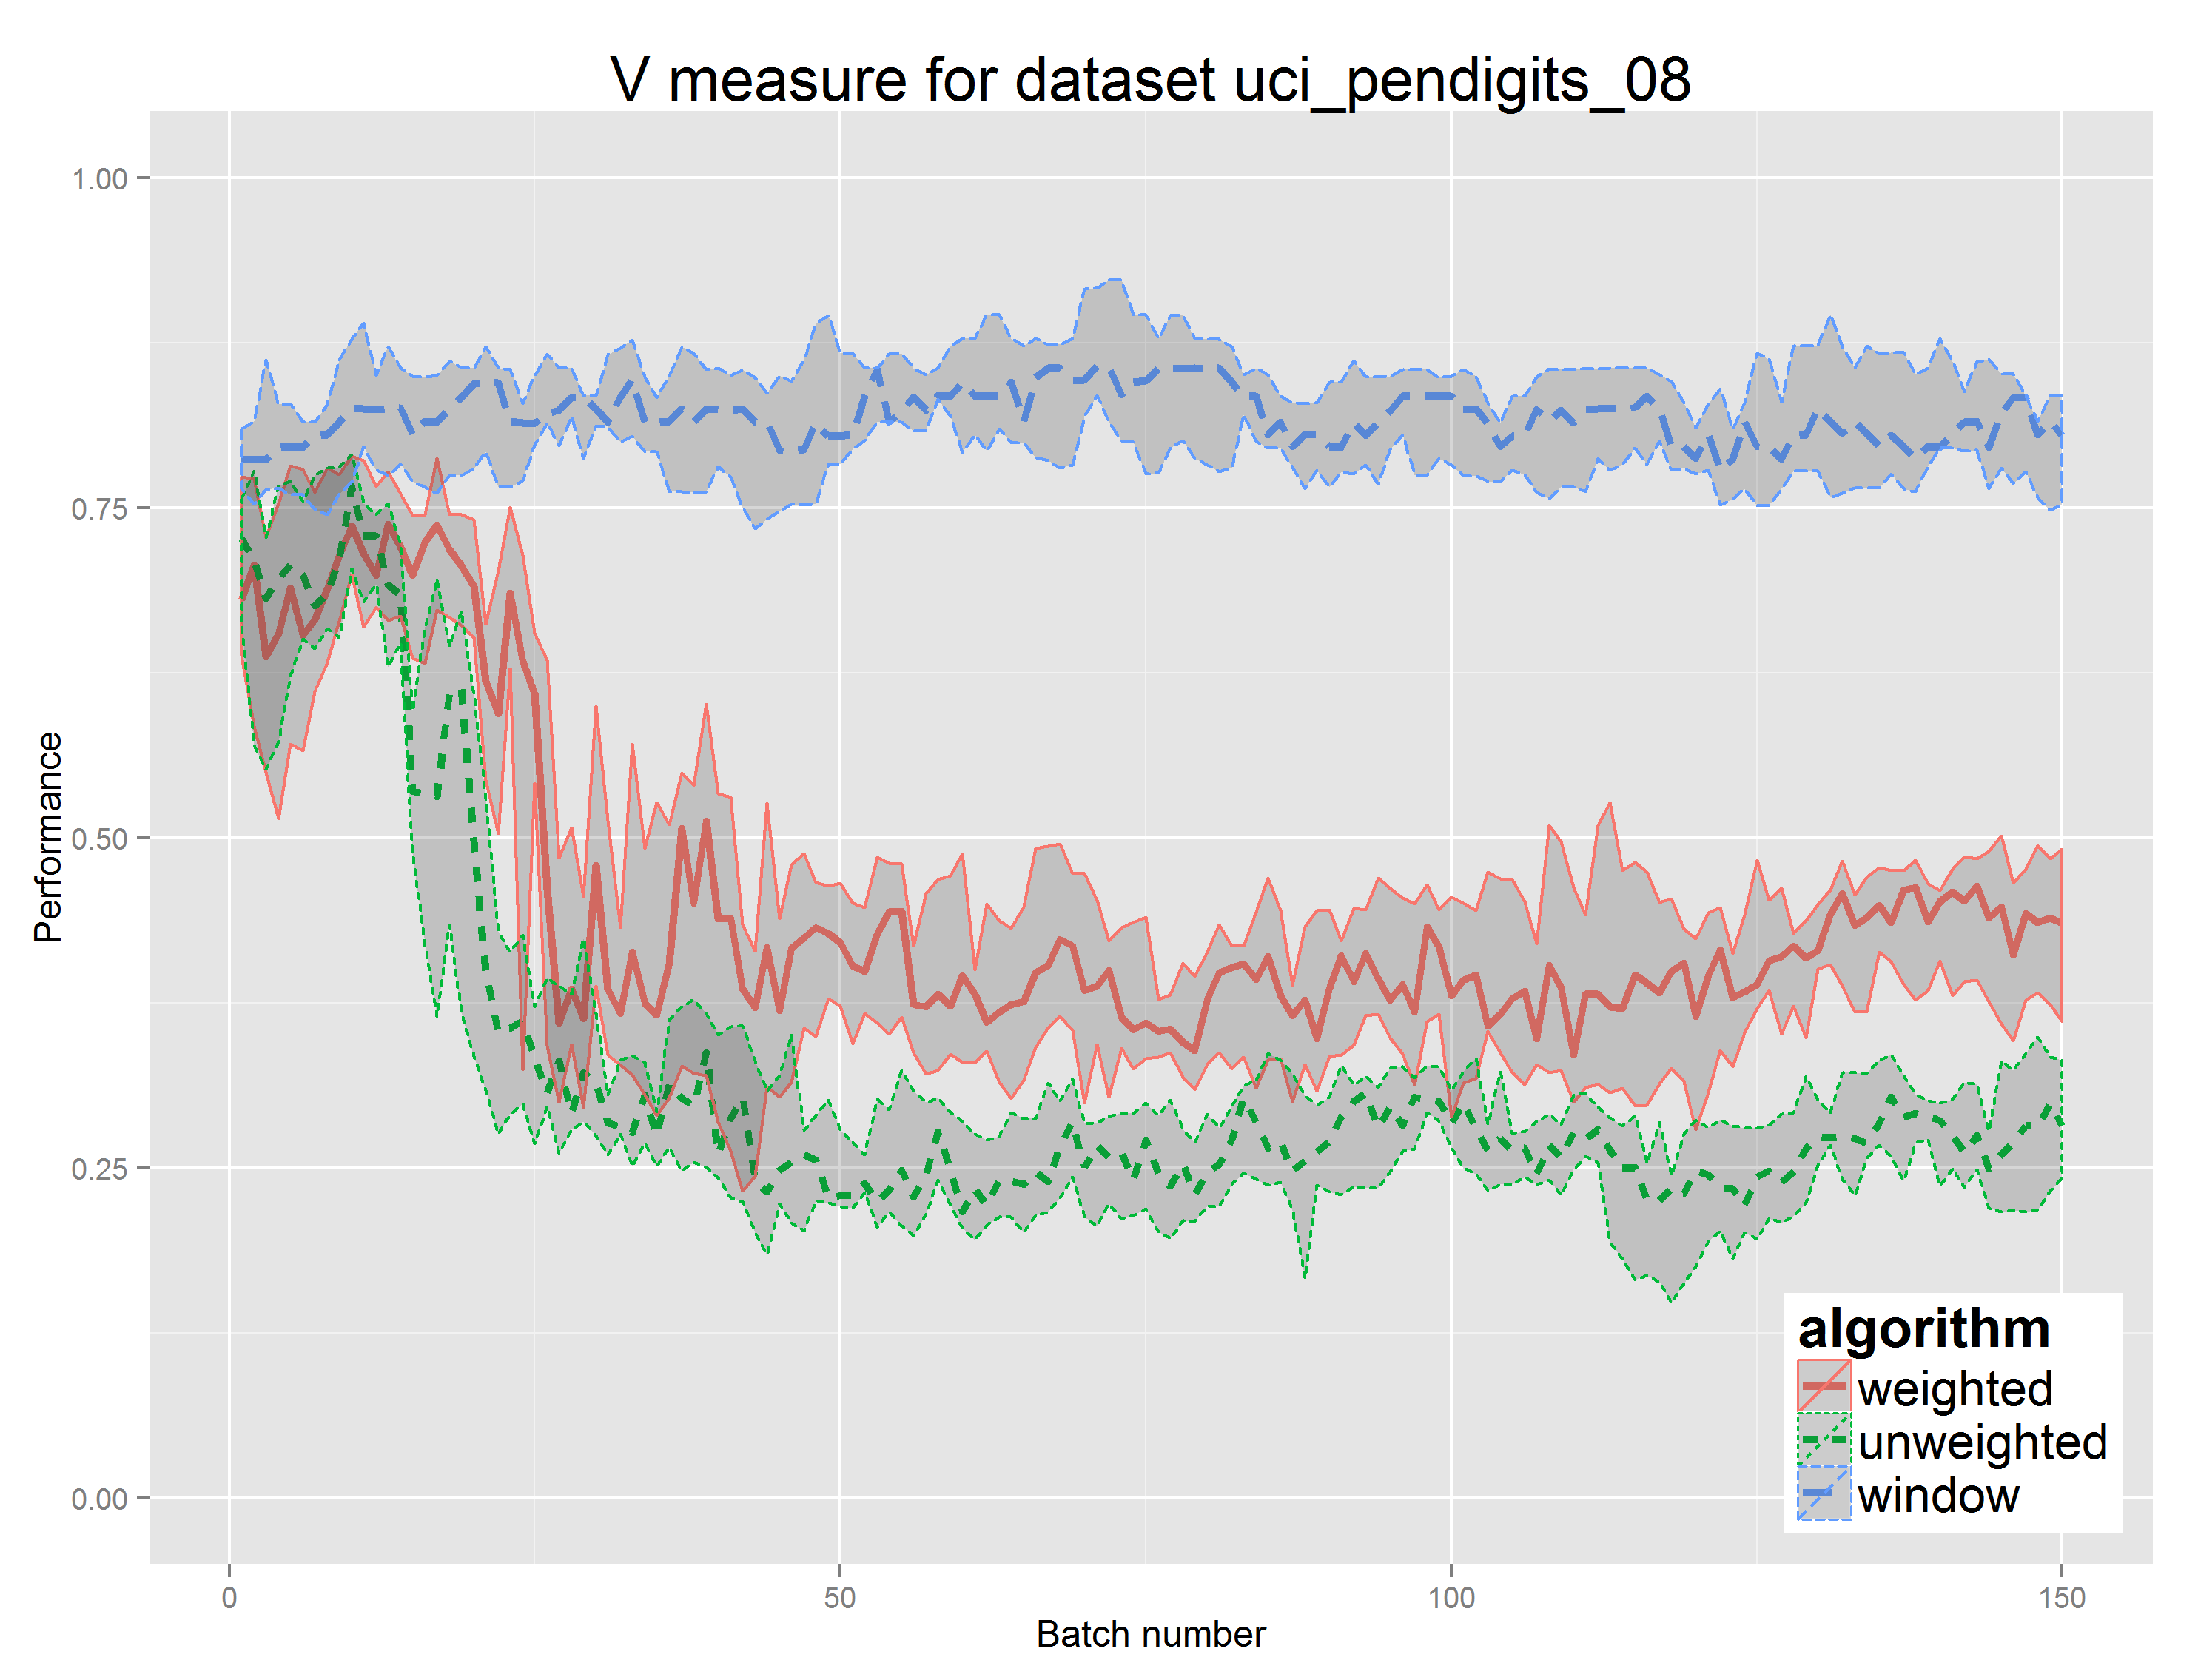 V measure for dataset uci_pendigits_08
1.00
0.75
0.50
0.25
0.00
Performance
0
50
100
150
Batch number
algorithm
weighted
unweighted
window